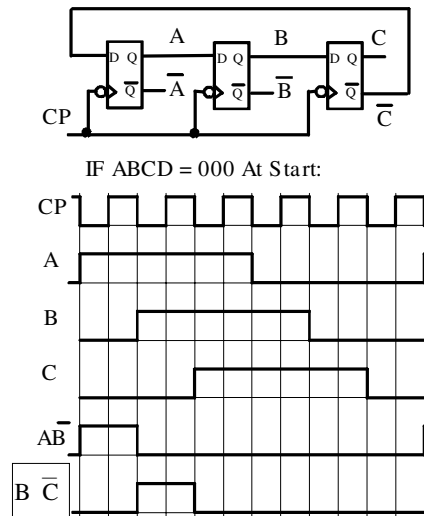 A B C
D Q D Q D Q
Q̅ A̅ Q̅ B̅ Q̅ C̅
CP
IF ABCD = 000 At Start:
CP
A
B
C
AB̅
B C̅